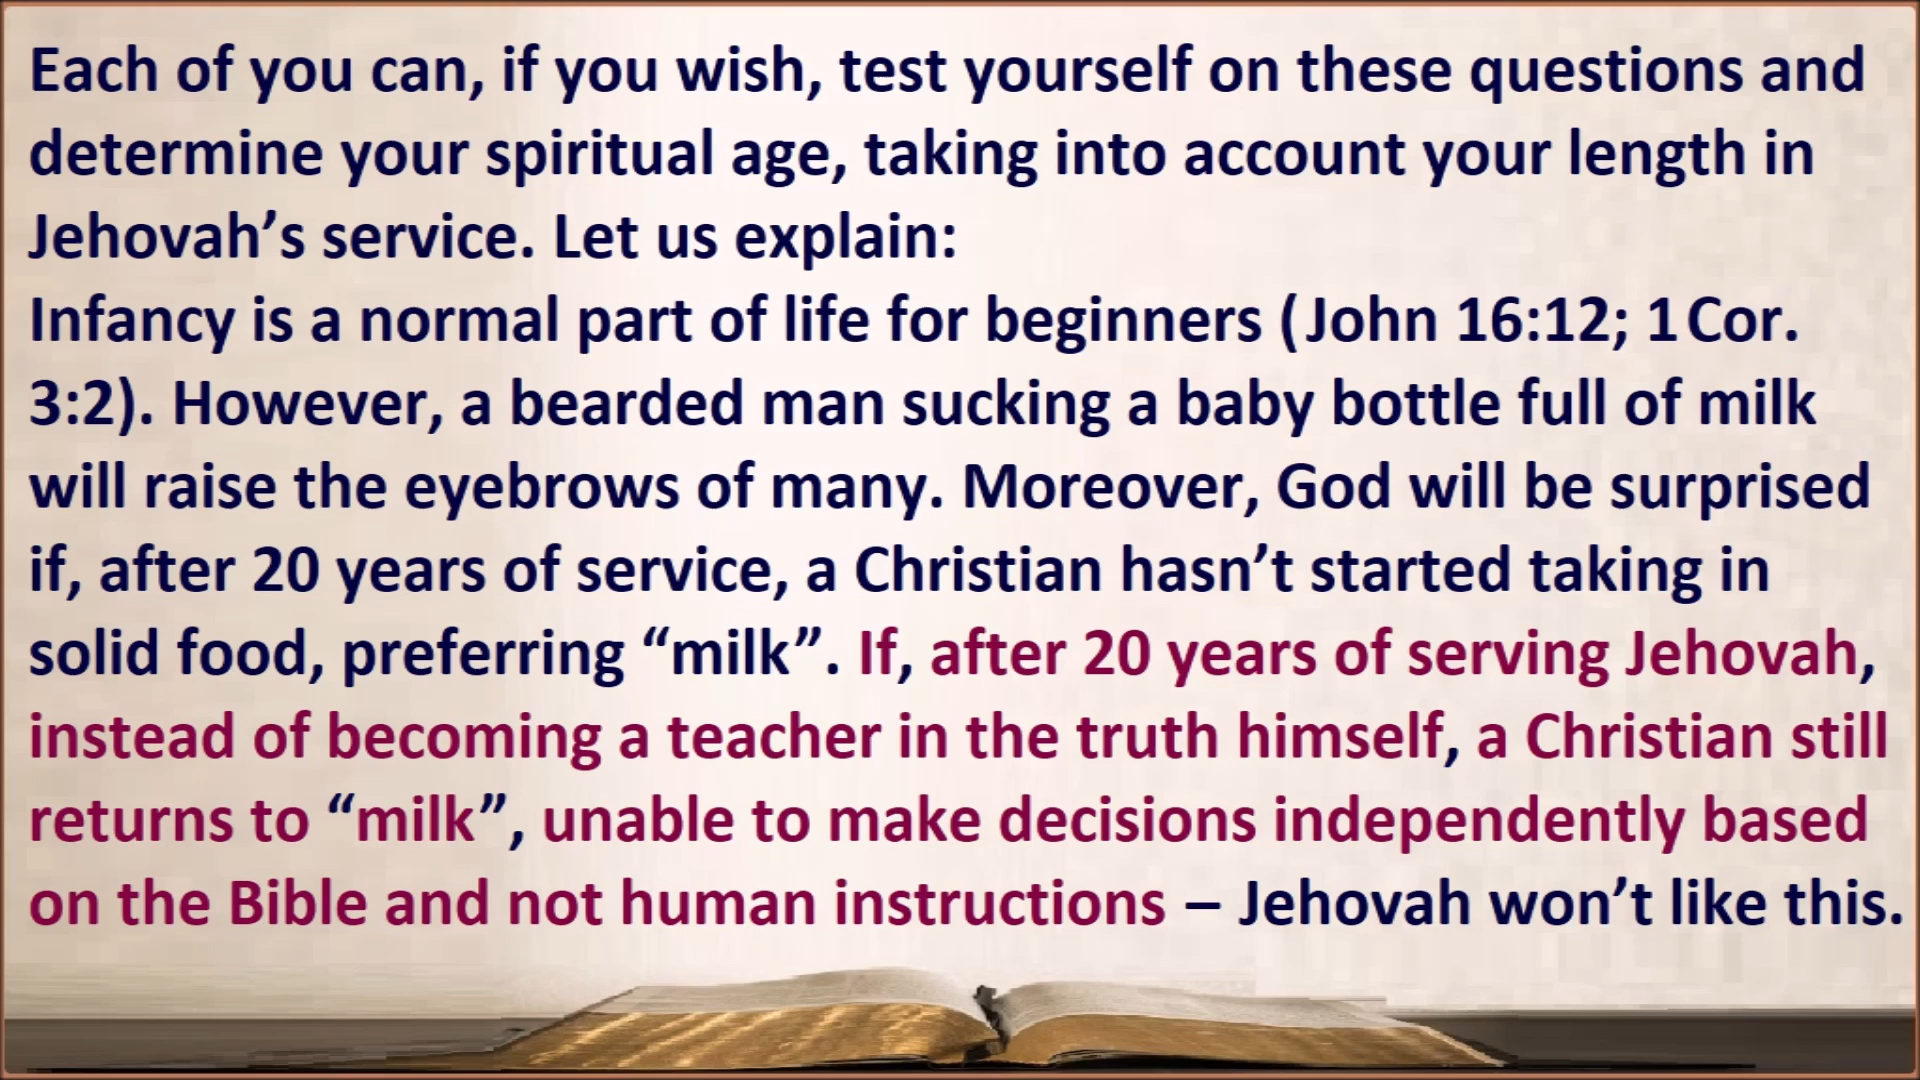 Each of you can, if you wish, test yourself on these questions and
determine your spiritual age, taking into account your length in
Jehovah’s service. Let us explain:
Infancy is a normal part of life for beginners (John 16:12; 1 Cor.
3:2). However, a bearded man sucking a baby bottle full of milk
will raise the eyebrows of many. Moreover, God will be surprised
if, after 20 years of service, a Christian hasn’t started taking in
solid food, preferring “milk”. If, after 20 years of serving Jehovah,
instead of becoming a teacher in the truth himself, a Christian still
returns to “milk”, unable to make decisions independently based
on the Bible and not human instructions – Jehovah won’t like this.